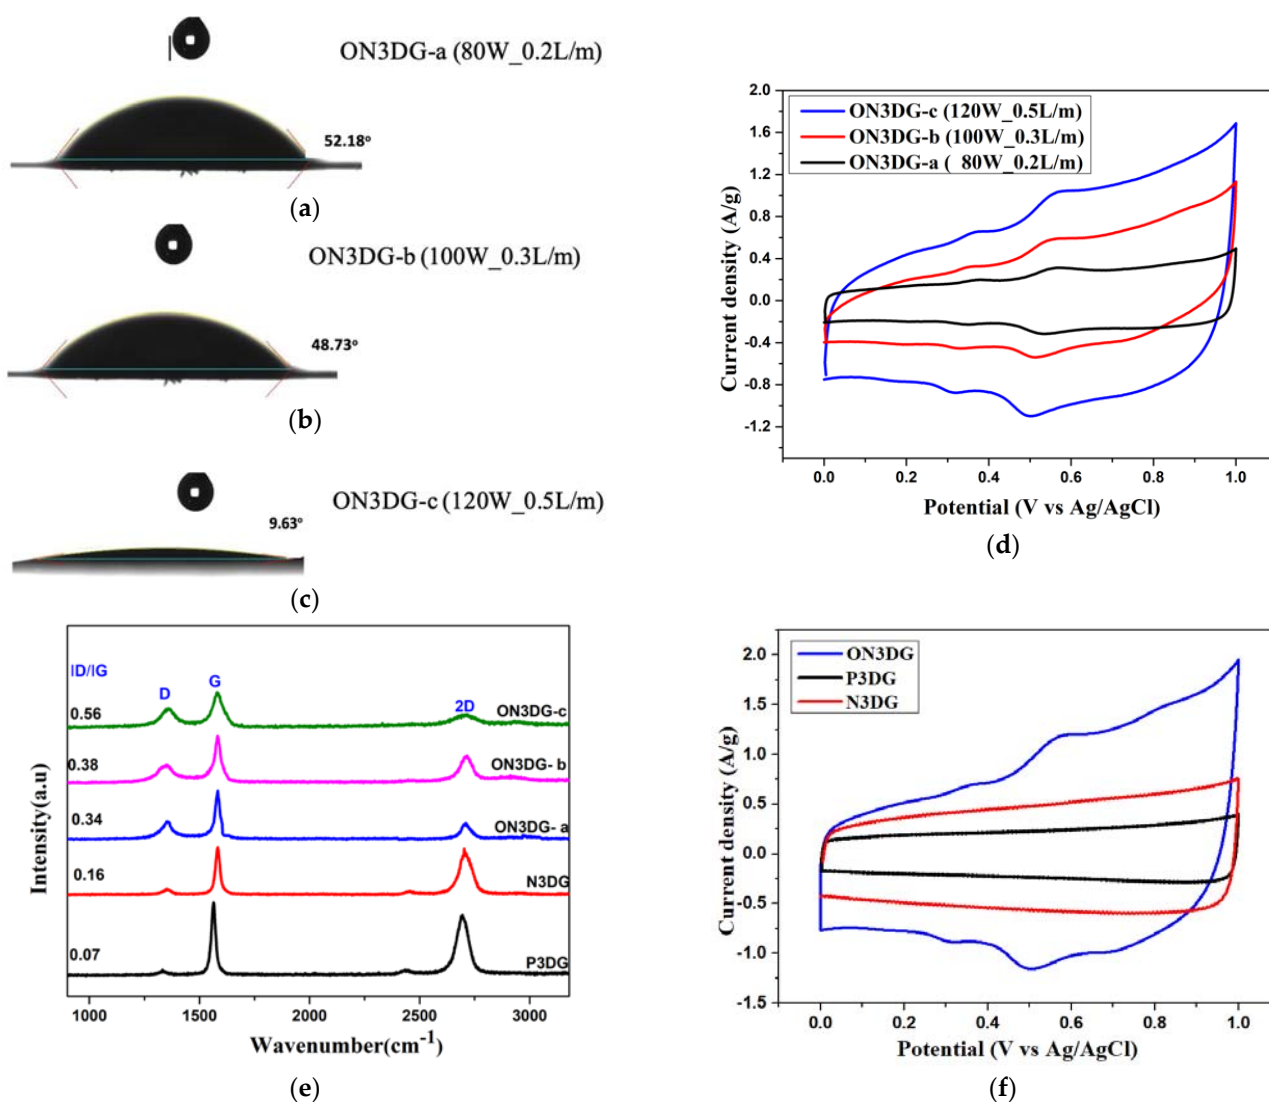 ON3DG-a (80W_0.2L/m)
52.18°
(a)
ON3DG-b (100W_0.3L/m)
48.73°
(b)
ON3DG-c (120W_0.5L/m)
9.63°
(c)
2.0
1.6
1.2
0.8
0.4
0.0
-0.4
-0.8
-1.2
Current density (A/g)
ON3DG-c (120W_0.5L/m)
ON3DG-b (100W_0.3L/m)
ON3DG-a ( 80W_0.2L/m)
0.0 0.2 0.4 0.6 0.8 1.0
Potential (V vs Ag/AgCl)
(d)
Intensity(a.u)
ID/IG
D G 2D
0.56 ON3DG-c
0.38 ON3DG- b
0.34 ON3DG- a
0.16 N3DG
0.07 P3DG
1000 1500 2000 2500 3000
Wavenumber(cm⁻¹)
(e)
2.0
1.5
1.0
0.5
0.0
-0.5
-1.0
-1.5
Current density (A/g)
ON3DG
P3DG
N3DG
0.0 0.2 0.4 0.6 0.8 1.0
Potential (V vs Ag/AgCl)
(f)